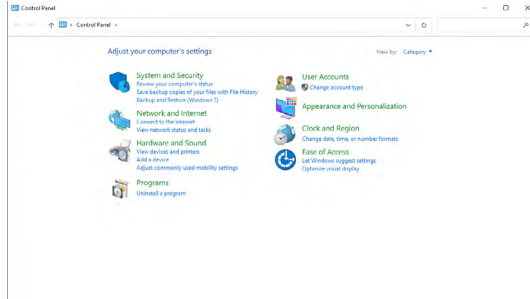 Control Panel
Control Panel
Adjust your computer's settings
View by: Category
System and Security
Review your computer's status
Save backup copies of your files with File History
Backup and Restore (Windows 7)
Network and Internet
Connect to the Internet
View network status and tasks
Hardware and Sound
View devices and printers
Add a device
Adjust commonly used mobility settings
Programs
Uninstall a program
User Accounts
Change account type
Appearance and Personalization
Clock and Region
Change date, time, or number formats
Ease of Access
Let Windows suggest settings
Optimize visual display